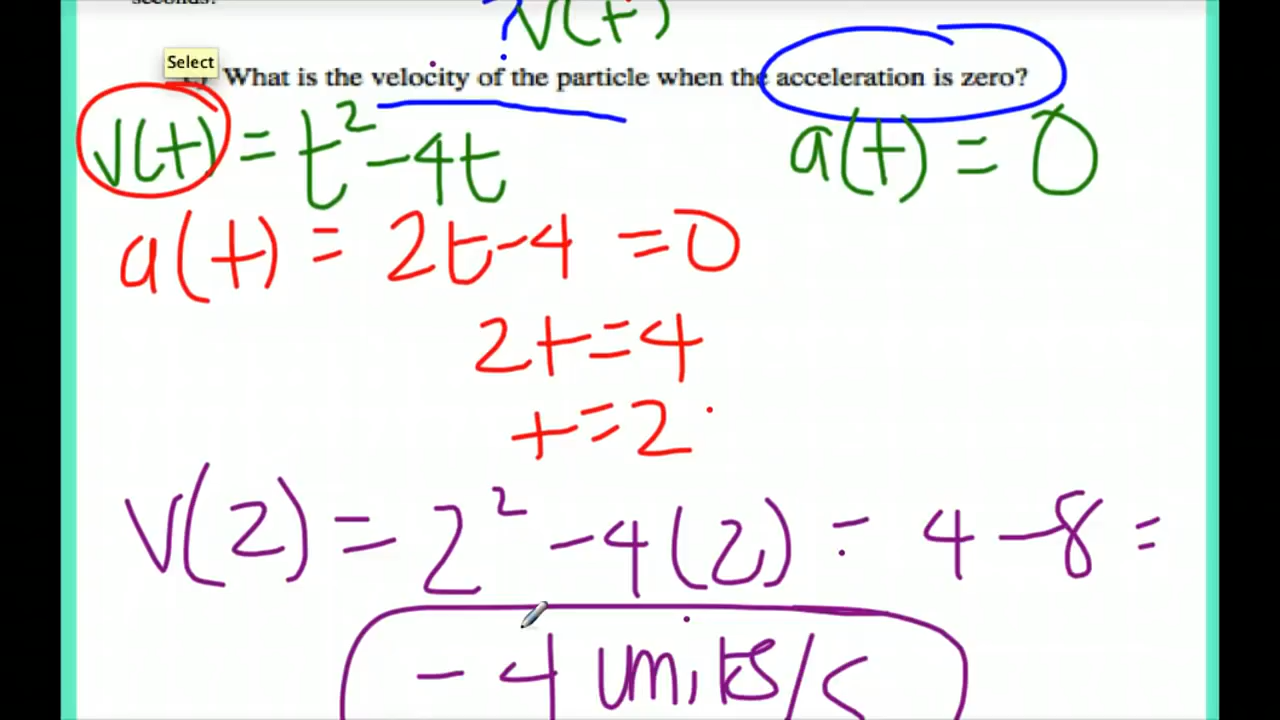 seconds?
v(t)
Select
What is the velocity of the particle when the acceleration is zero?
v(t) = t² - 4t
a(t) = 0
a(t) = 2t - 4 = 0
2t = 4
t = 2
v(2) = 2² - 4(2) = 4 - 8 =
-4 units/s